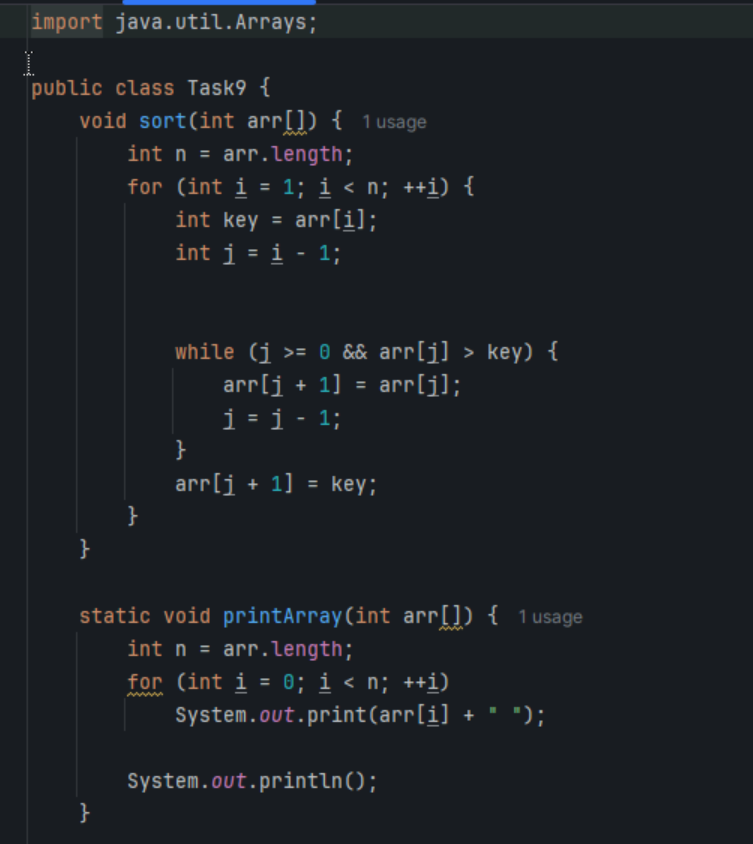 import java.util.Arrays;
public class Task9 {
void sort(int arr[]) { 1 usage
int n = arr.length;
for (int i = 1; i < n; ++i) {
int key = arr[i];
int j = i - 1;
while (j >= 0 && arr[j] > key) {
arr[j + 1] = arr[j];
j = j - 1;
}
arr[j + 1] = key;
}
}
static void printArray(int arr[]) { 1 usage
int n = arr.length;
for (int i = 0; i < n; ++i)
System.out.print(arr[i] + " ");
System.out.println();
}